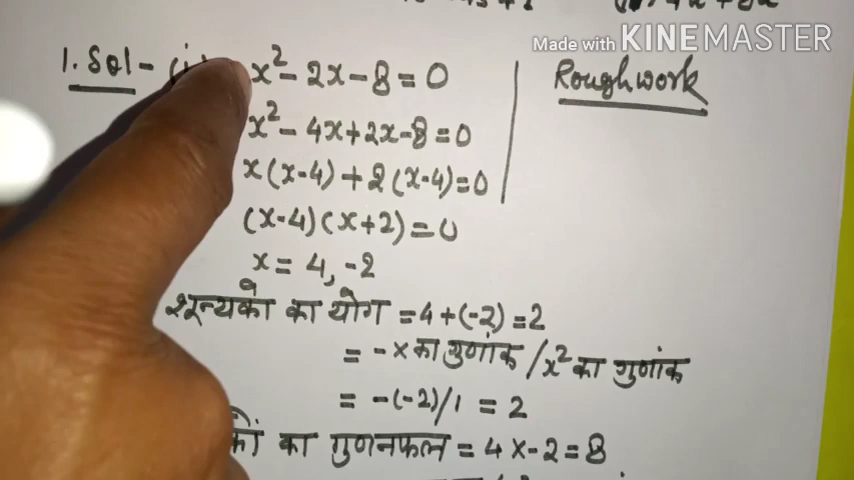 Made with KINEMASTER
1. Sol - x² - 2x - 8 = 0
Roughwork
x² - 4x + 2x - 8 = 0
x(x-4) + 2(x-4) = 0
(x-4)(x+2) = 0
x = 4, -2
शून्यको का योग = 4 + (-2) = 2
= -x का गुणांक / x² का गुणांक
= -(-2)/1 = 2
का गुणनफल = 4 x -2 = 8